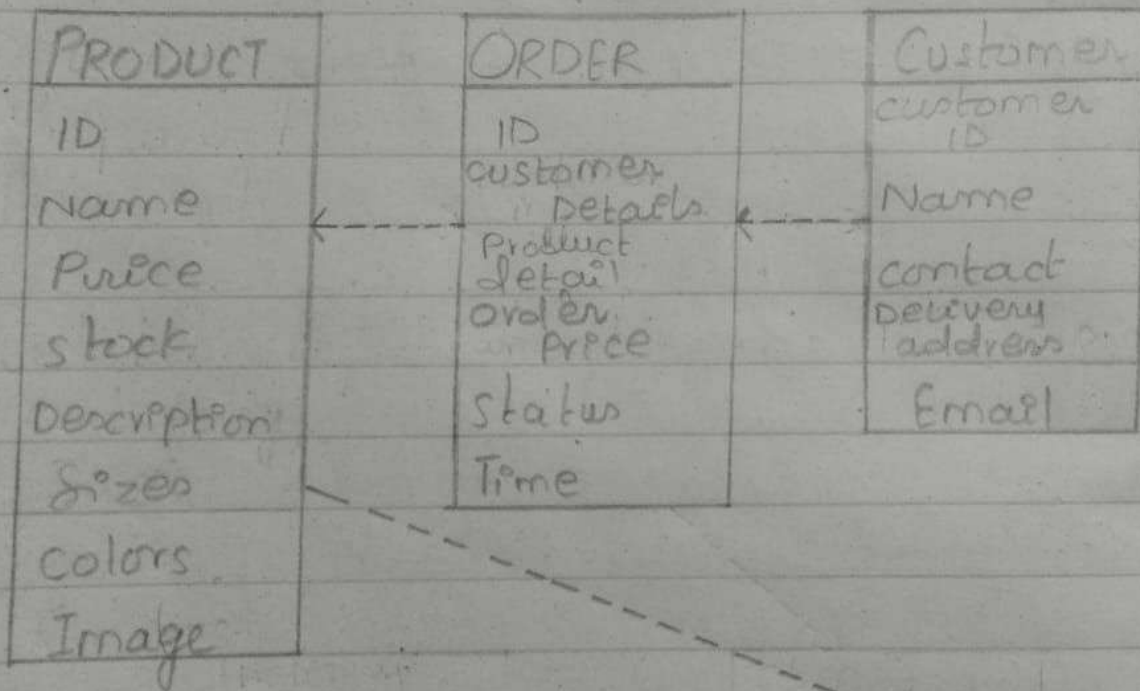 PRODUCT
ID
Name
Price
stock
Description
Sizes
Colors
Image
ORDER
ID
customer
Details
Product
detail
Order
Price
Status
Time
Customer
customer
ID
Name
contact
Delivery
address
Email